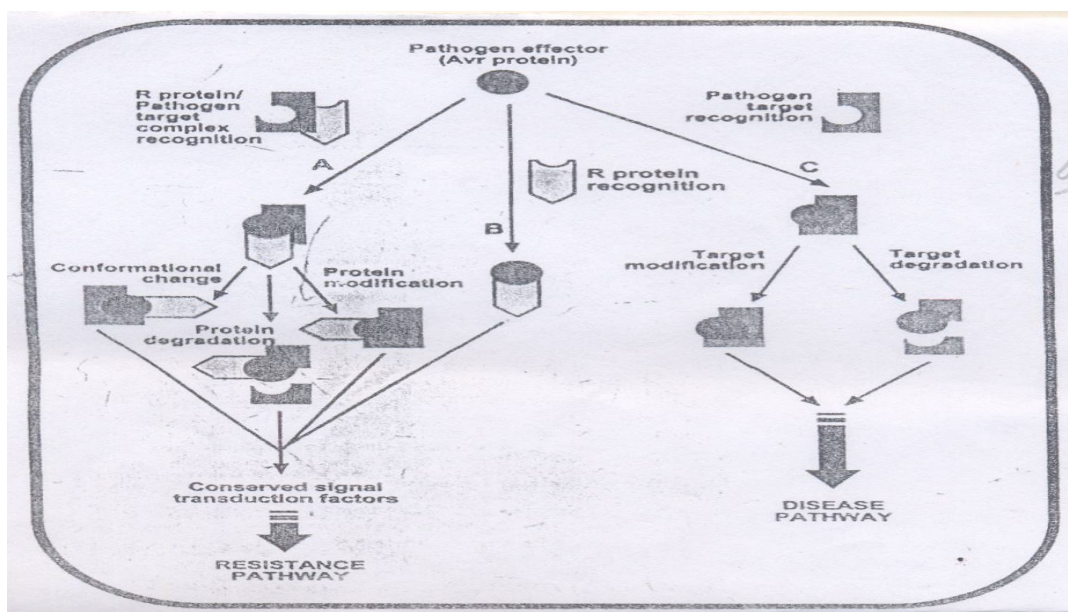 Pathogen effector
(Avr protein)
R protein/
Pathogen
target
complex
recognition
Pathogen
target
recognition
A
R protein
recognition
C
B
Conformational
change
Protein
modification
Target
modification
Target
degradation
Protein
degradation
Conserved signal
transduction factors
DISEASE
PATHWAY
RESISTANCE
PATHWAY